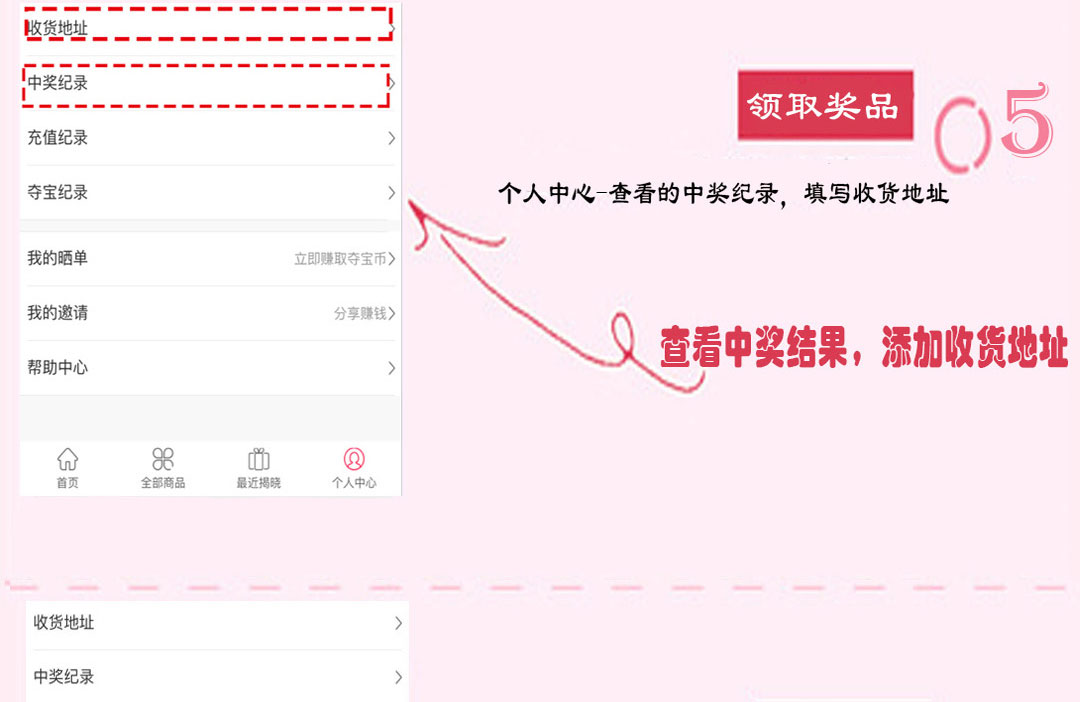 收货地址
中奖纪录
充值纪录
夺宝纪录
我的晒单 立即赚取夺宝币
我的邀请 分享赚钱
帮助中心
首页 全部商品 最近揭晓 个人中心
领取奖品 05
个人中心-查看的中奖纪录，填写收货地址
查看中奖结果，添加收货地址
收货地址
中奖纪录